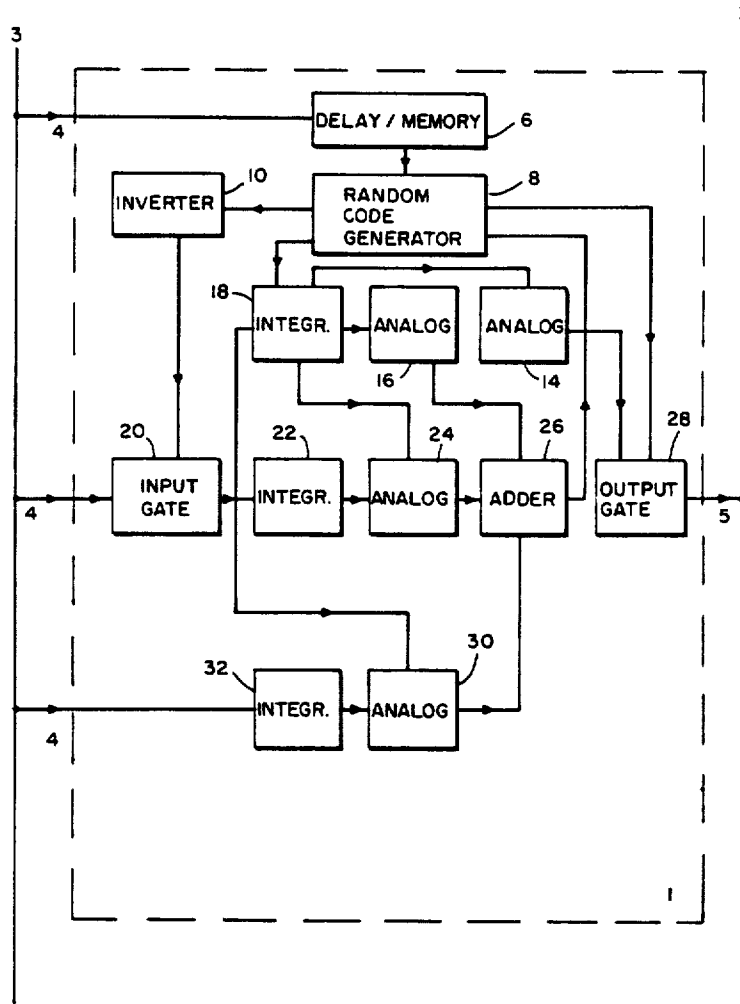 3
4
DELAY / MEMORY
6
10
INVERTER
RANDOM
CODE
GENERATOR
8
18
INTEGR.
ANALOG
16
ANALOG
14
20
INPUT
GATE
22
INTEGR.
24
ANALOG
26
ADDER
28
OUTPUT
GATE
4
5
32
INTEGR.
30
ANALOG
4
1